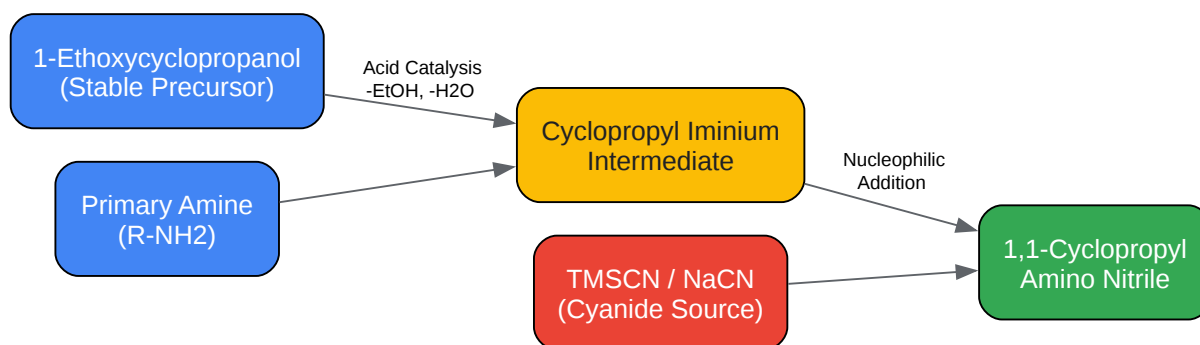 1-Ethoxycyclopropanol
(Stable Precursor)
Acid Catalysis
-EtOH, -H2O
Primary Amine
(R-NH2)
Cyclopropyl Iminium
Intermediate
Nucleophilic
Addition
TMSCN / NaCN
(Cyanide Source)
1,1-Cyclopropyl
Amino Nitrile